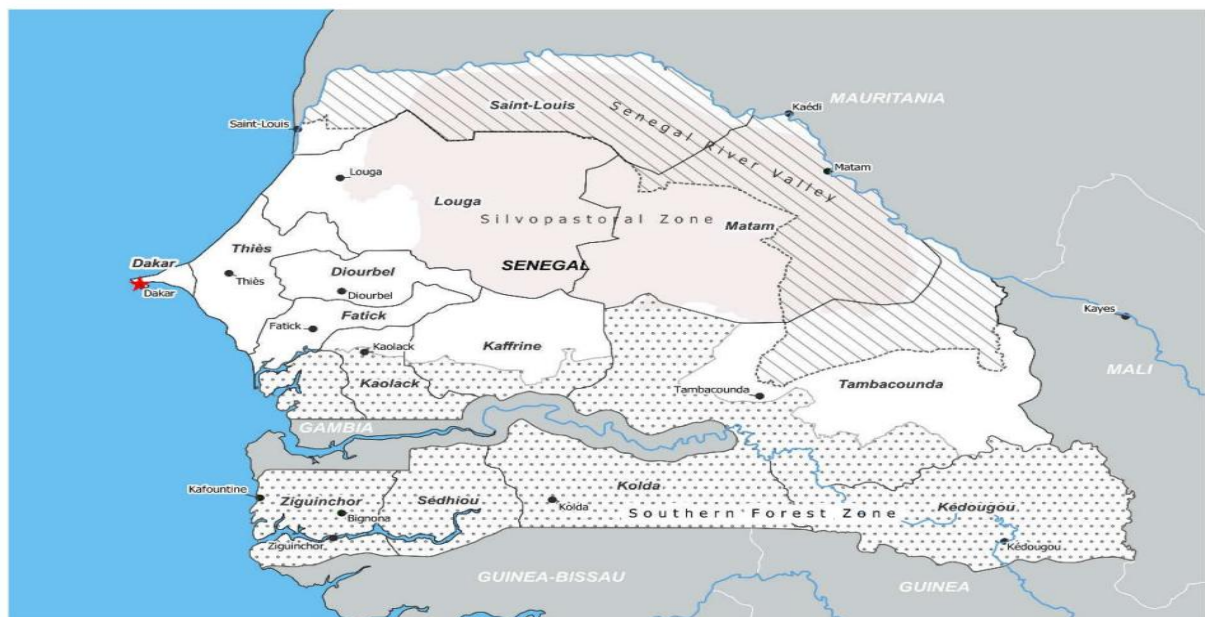 Saint-Louis
Kaédi
MAURITANIA
Senegal River Valley
Saint-Louis
Matam
Louga
Louga
Silvopastoral Zone
Matam
Thiès
Dakar
Diourbel
SENEGAL
Thiès
Dakar
Diourbel
Fatick
Kayes
Fatick
Kaolack
Kaffrine
MALI
Kaolack
Tambacounda
Tambacounda
GAMBIA
Kolda
Kafountine
Ziguinchor
Sédhiou
Kolda
Kédougou
Bignona
Southern Forest Zone
Ziguinchor
Kédougou
GUINEA-BISSAU
GUINEA